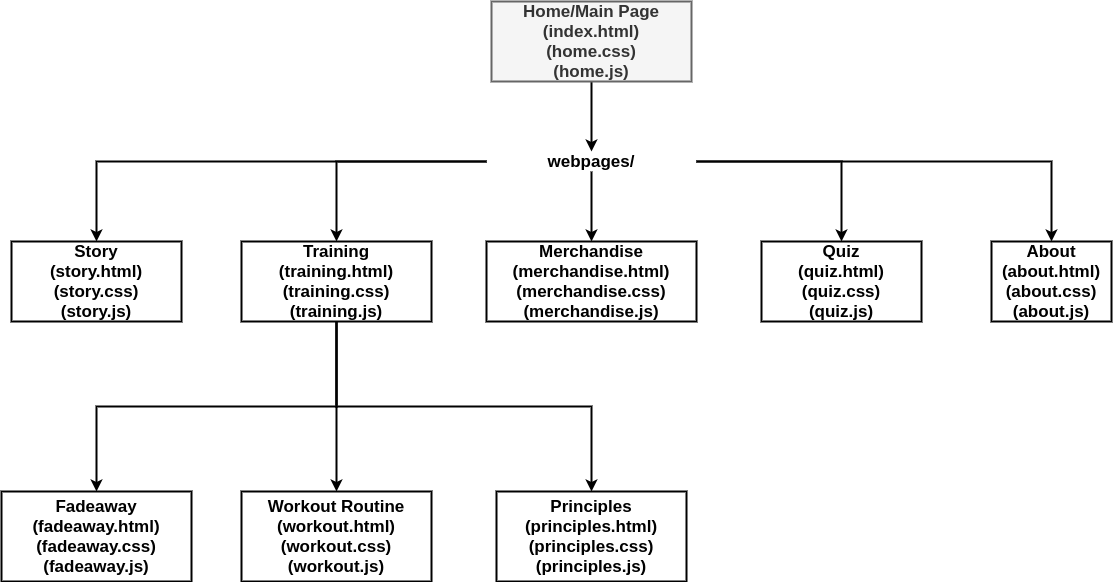 Home/Main Page
(index.html)
(home.css)
(home.js)
webpages/
Story
(story.html)
(story.css)
(story.js)
Training
(training.html)
(training.css)
(training.js)
Merchandise
(merchandise.html)
(merchandise.css)
(merchandise.js)
Quiz
(quiz.html)
(quiz.css)
(quiz.js)
About
(about.html)
(about.css)
(about.js)
Fadeaway
(fadeaway.html)
(fadeaway.css)
(fadeaway.js)
Workout Routine
(workout.html)
(workout.css)
(workout.js)
Principles
(principles.html)
(principles.css)
(principles.js)